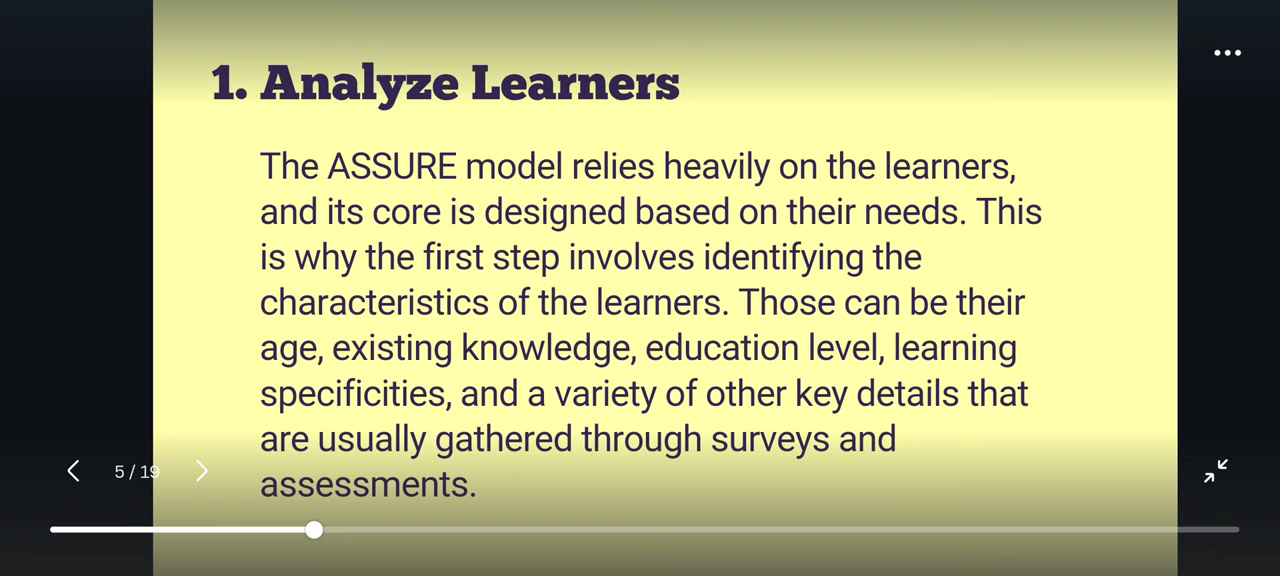 1. Analyze Learners
The ASSURE model relies heavily on the learners,
and its core is designed based on their needs. This
is why the first step involves identifying the
characteristics of the learners. Those can be their
age, existing knowledge, education level, learning
specificities, and a variety of other key details that
are usually gathered through surveys and
assessments.
5 / 19